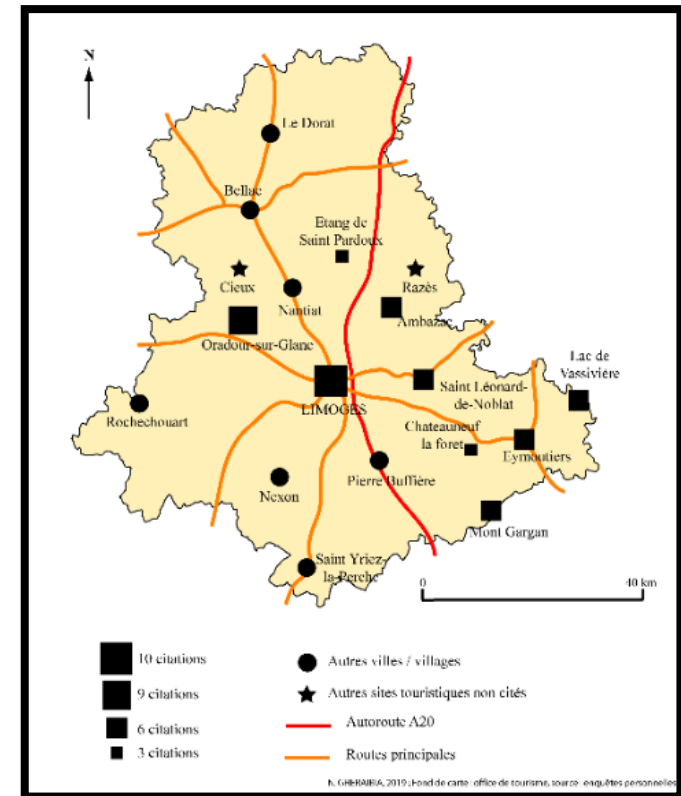 N
Le Dorat
Bellac
Etang de
Saint Pardoux
Cieux
Razès
Nantiat
Ambazac
Oradour-sur-Glane
Lac de
Vassivière
Saint Léonard
de-Noblat
LIMOGES
Rochechouart
Chateauneuf
la foret
Eymoutiers
Pierre Buffière
Nexon
Mont Gargan
Saint Yriez-
la-Perche
0
40 km
10 citations
Autres villes / villages
9 citations
Autres sites touristiques non cités
6 citations
Autoroute A20
3 citations
Routes principales
N. GHERAIBIA, 2019 ; Fond de carte : office de tourisme, source : enquêtes personnelles